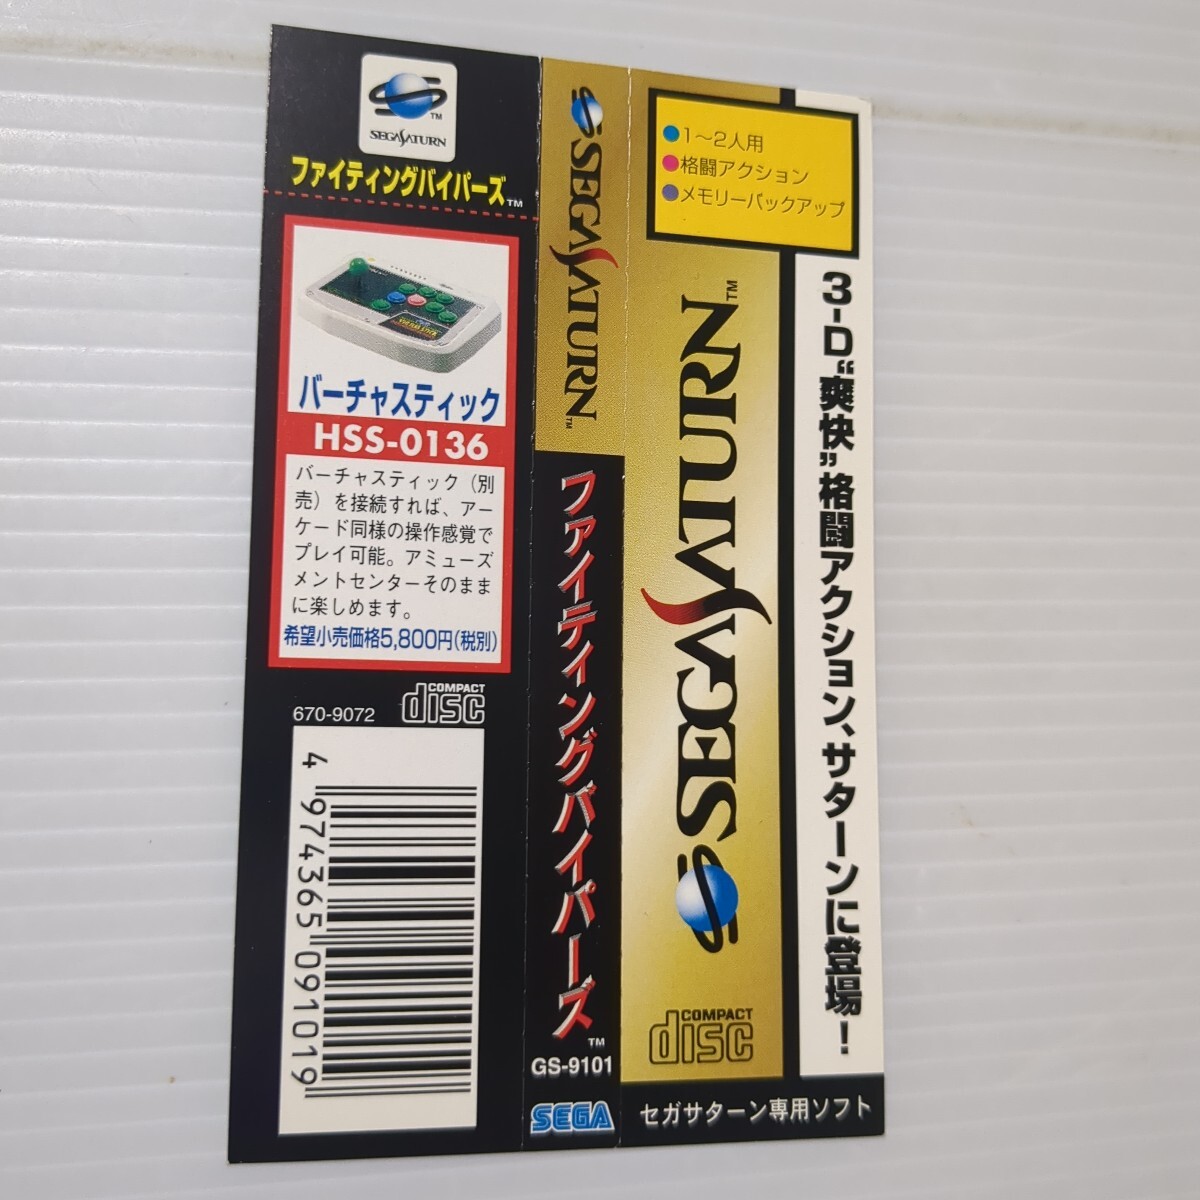 SEGASATURN
TM
ファイティングバイパーズ™
バーチャスティック
HSS-0136
バーチャスティック（別
売）を接続すれば、アー
ケード同様の操作感覚で
プレイ可能。アミューズ
メントセンターそのまま
に楽しめます。
希望小売価格5,800円(税別)
670-9072
COMPACT
disc
4 974365 091019
SEGASATURN™
ファイティングバイパーズ™
GS-9101
SEGA
●1～2人用
●格闘アクション
●メモリーバックアップ
SEGASATURN™
COMPACT
disc
3-D“爽快”格闘アクション、サターンに登場！
セガサターン専用ソフト